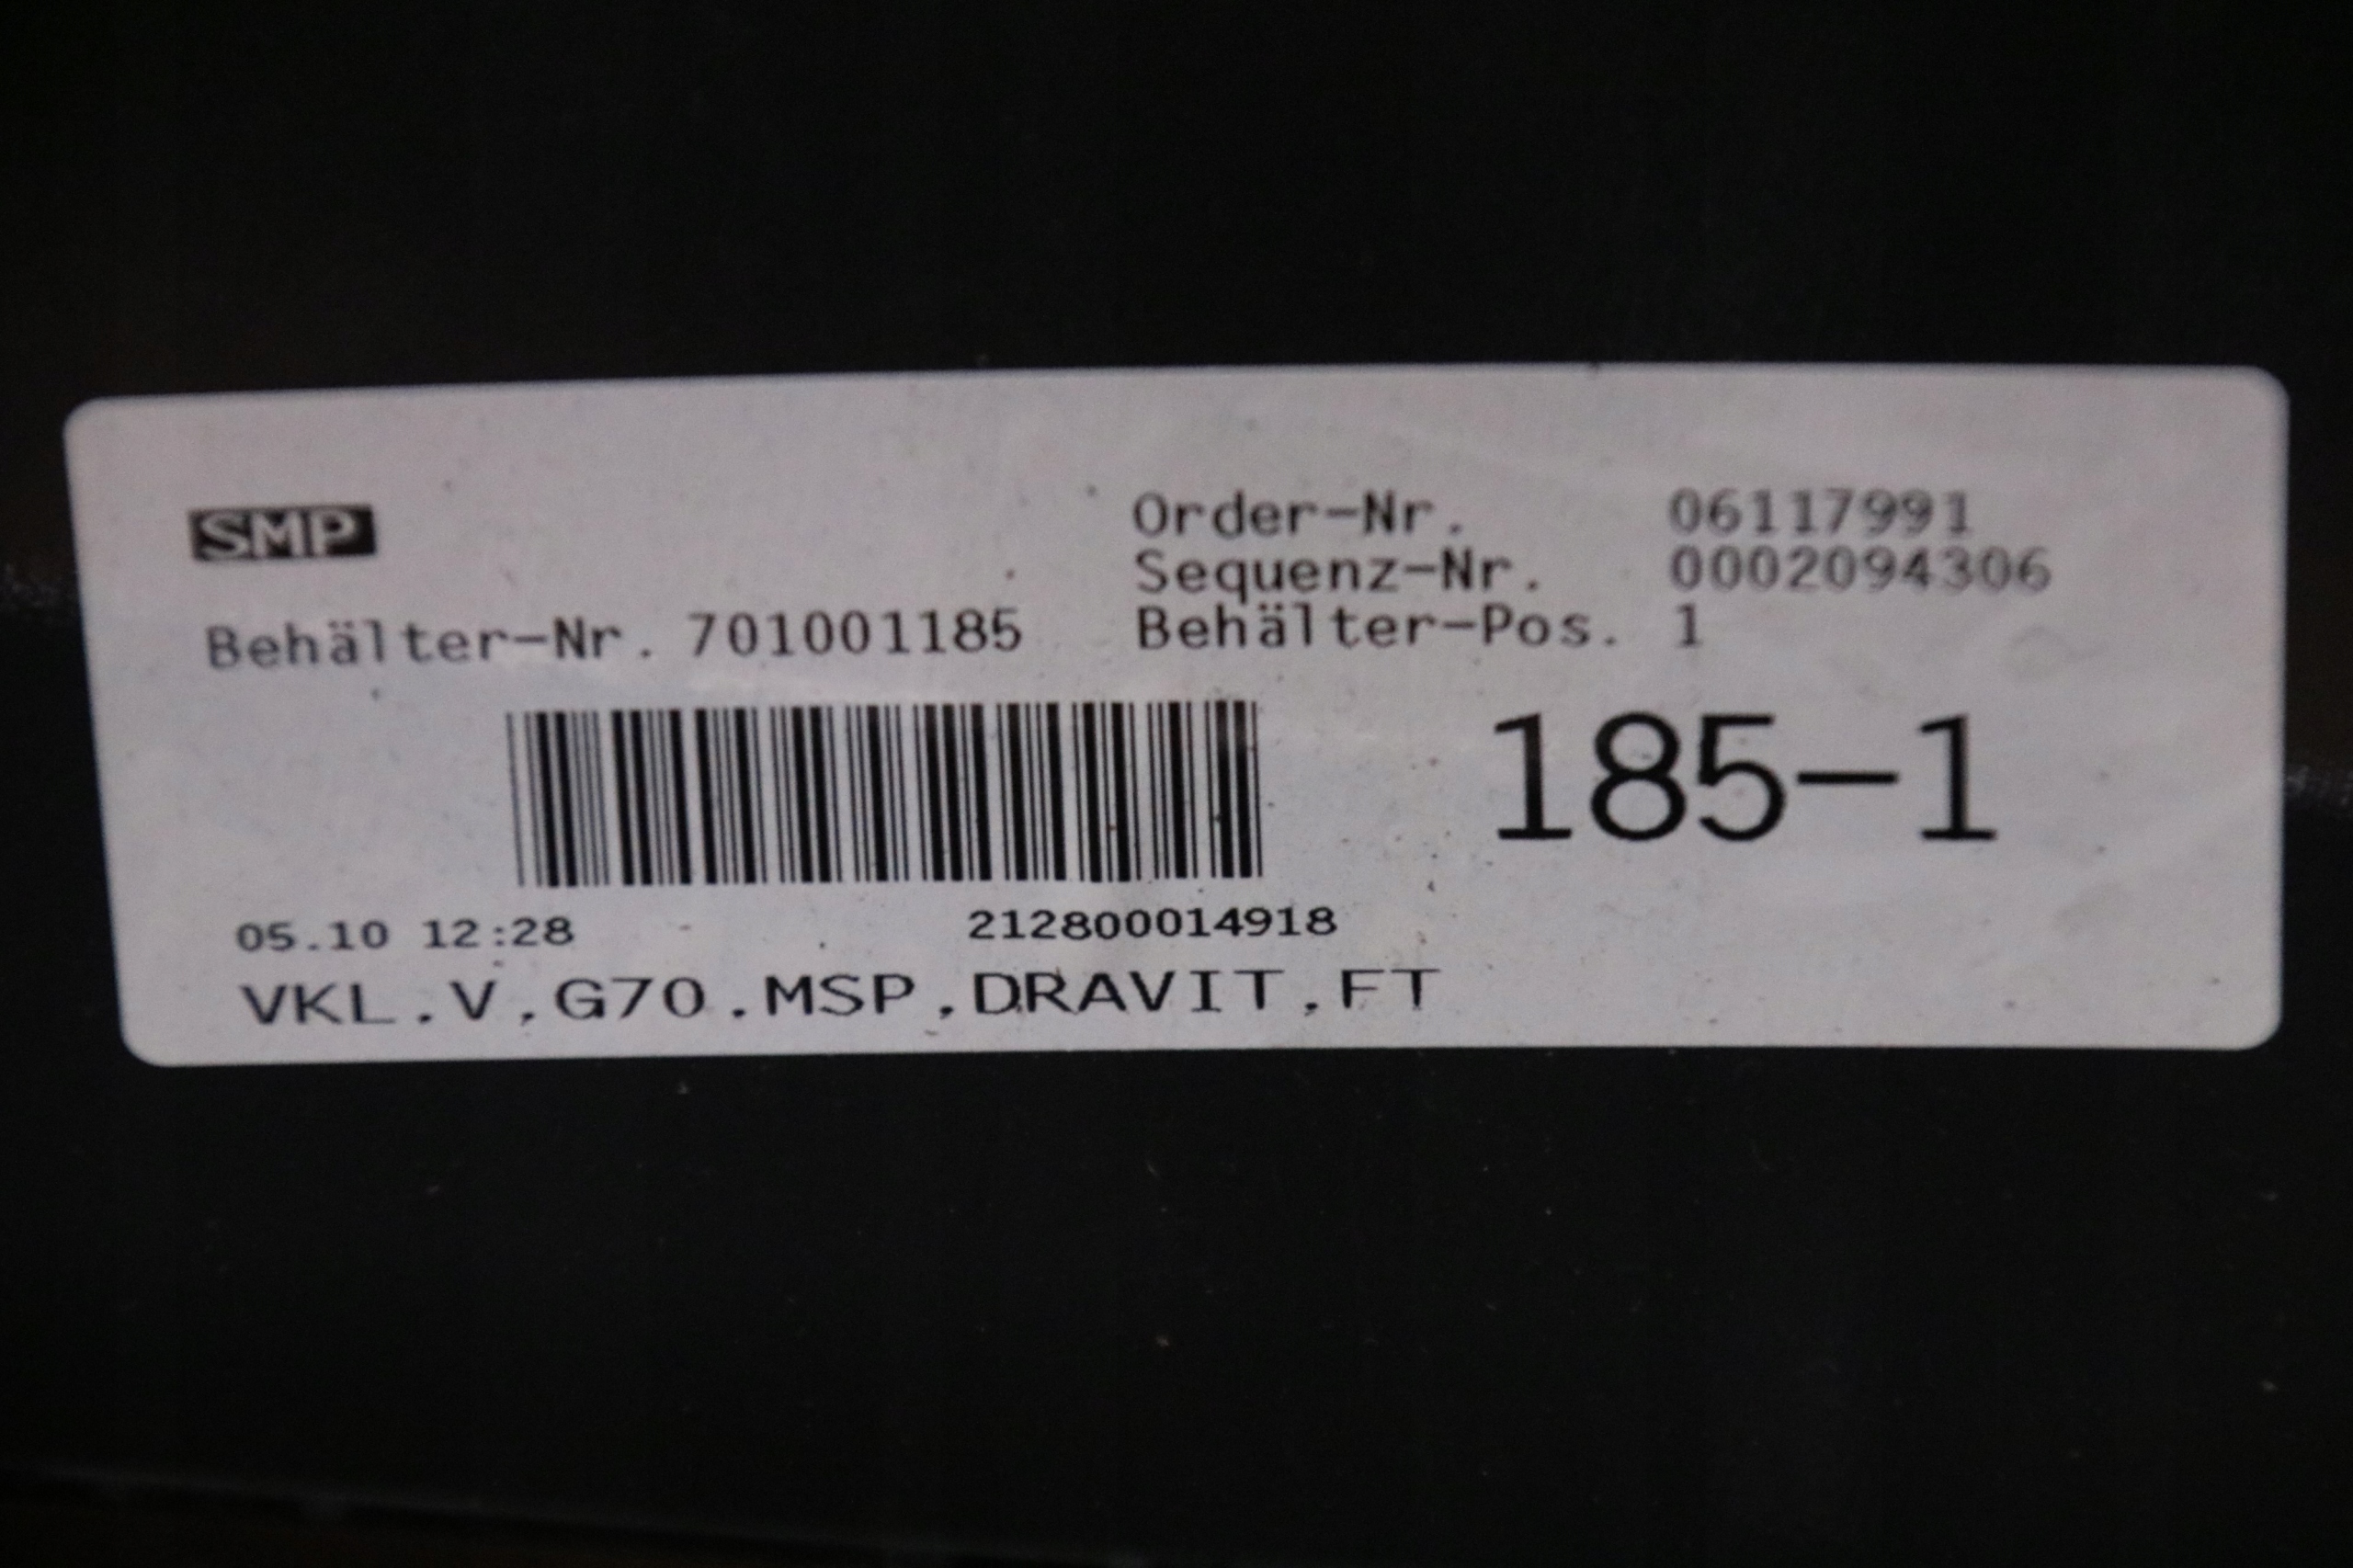 SMP
Order-Nr. 06117991
Sequenz-Nr. 0002094306
Behälter-Nr. 701001185
Behälter-Pos. 1
185-1
05.10 12:28
212800014918
VKL.V,G70.MSP,DRAVIT,FT